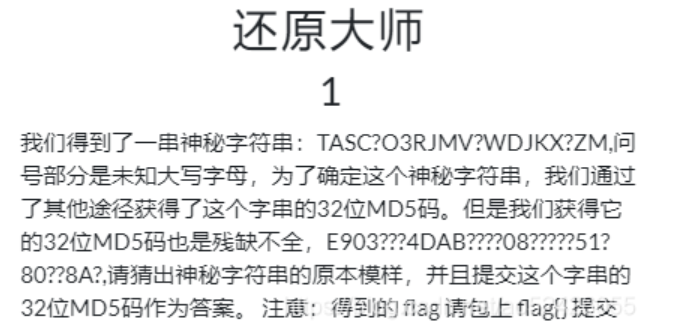 还原大师
1
我们得到了一串神秘字符串：TASC?O3RJMV?WDJKX?ZM,问
号部分是未知大写字母，为了确定这个神秘字符串，我们通过
了其他途径获得了这个字串的32位MD5码。但是我们获得它
的32位MD5码也是残缺不全，E903???4DAB????08?????51?
80??8A?,请猜出神秘字符串的原本模样，并且提交这个字串的
32位MD5码作为答案。 注意：得到的 flag 请包上 flag{} 提交